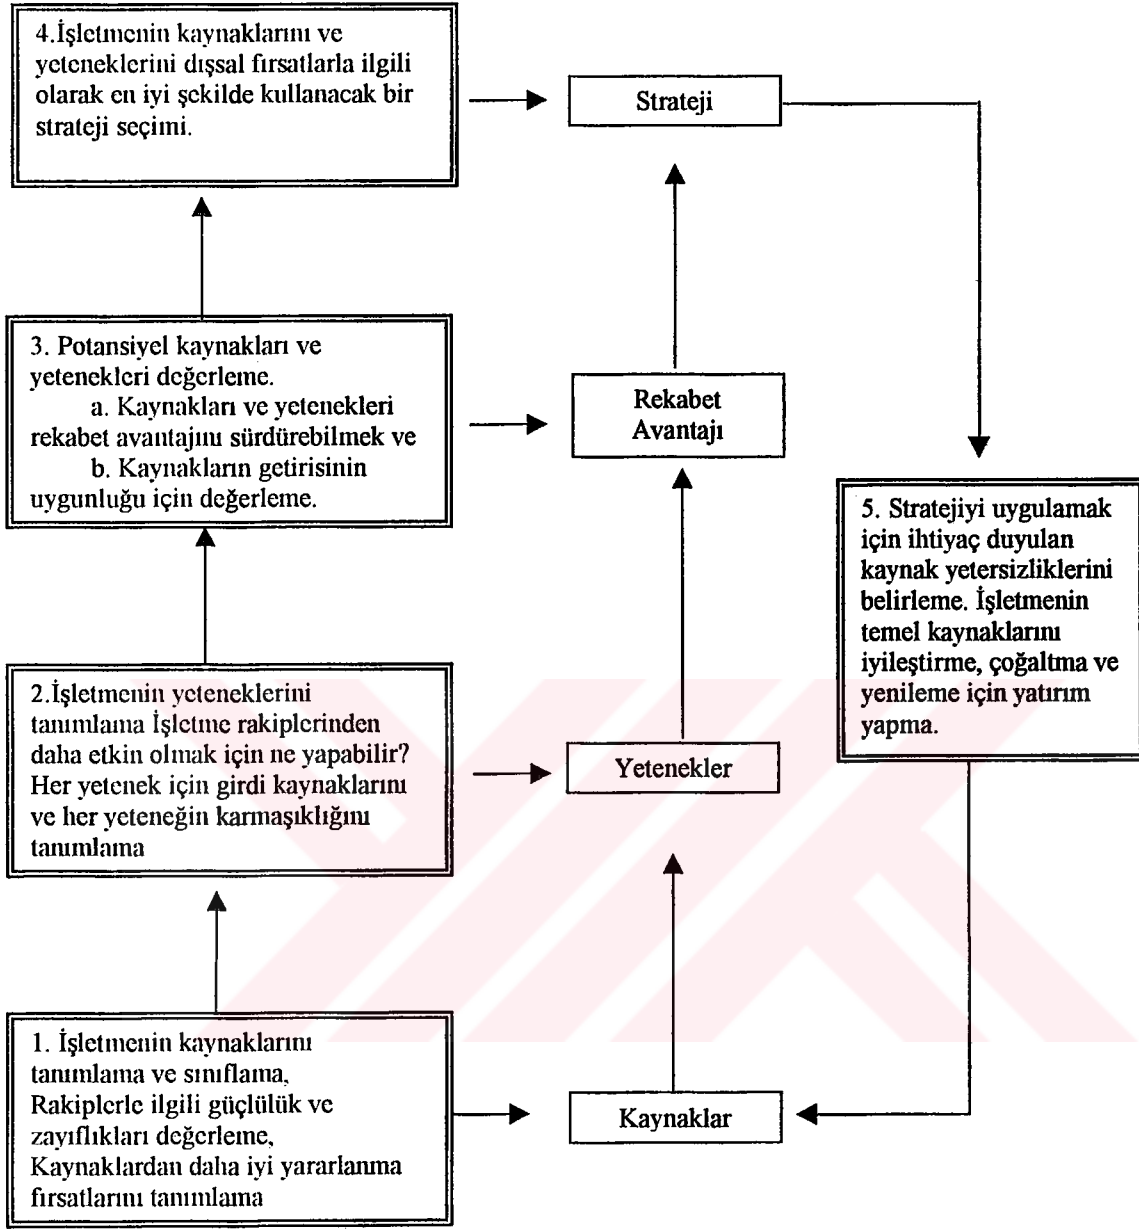 4.İşletmenin kaynaklarını ve
yeteneklerini dışsal fırsatlarla ilgili
olarak en iyi şekilde kullanacak bir
strateji seçimi.
Strateji
3. Potansiyel kaynakları ve
yetenekleri değerleme.
a. Kaynakları ve yetenekleri
rekabet avantajını sürdürebilmek ve
b. Kaynakların getirisinin
uygunluğu için değerleme.
Rekabet
Avantajı
5. Stratejiyi uygulamak
için ihtiyaç duyulan
kaynak yetersizliklerini
belirleme. İşletmenin
temel kaynaklarını
iyileştirme, çoğaltma ve
yenileme için yatırım
yapma.
2.İşletmenin yeteneklerini
tanımlama İşletme rakiplerinden
daha etkin olmak için ne yapabilir?
Her yetenek için girdi kaynaklarını
ve her yeteneğin karmaşıklığını
tanımlama
Yetenekler
1. İşletmenin kaynaklarını
tanımlama ve sınıflama,
Rakiplerle ilgili güçlülük ve
zayıflıkları değerleme,
Kaynaklardan daha iyi yararlanma
fırsatlarını tanımlama
Kaynaklar